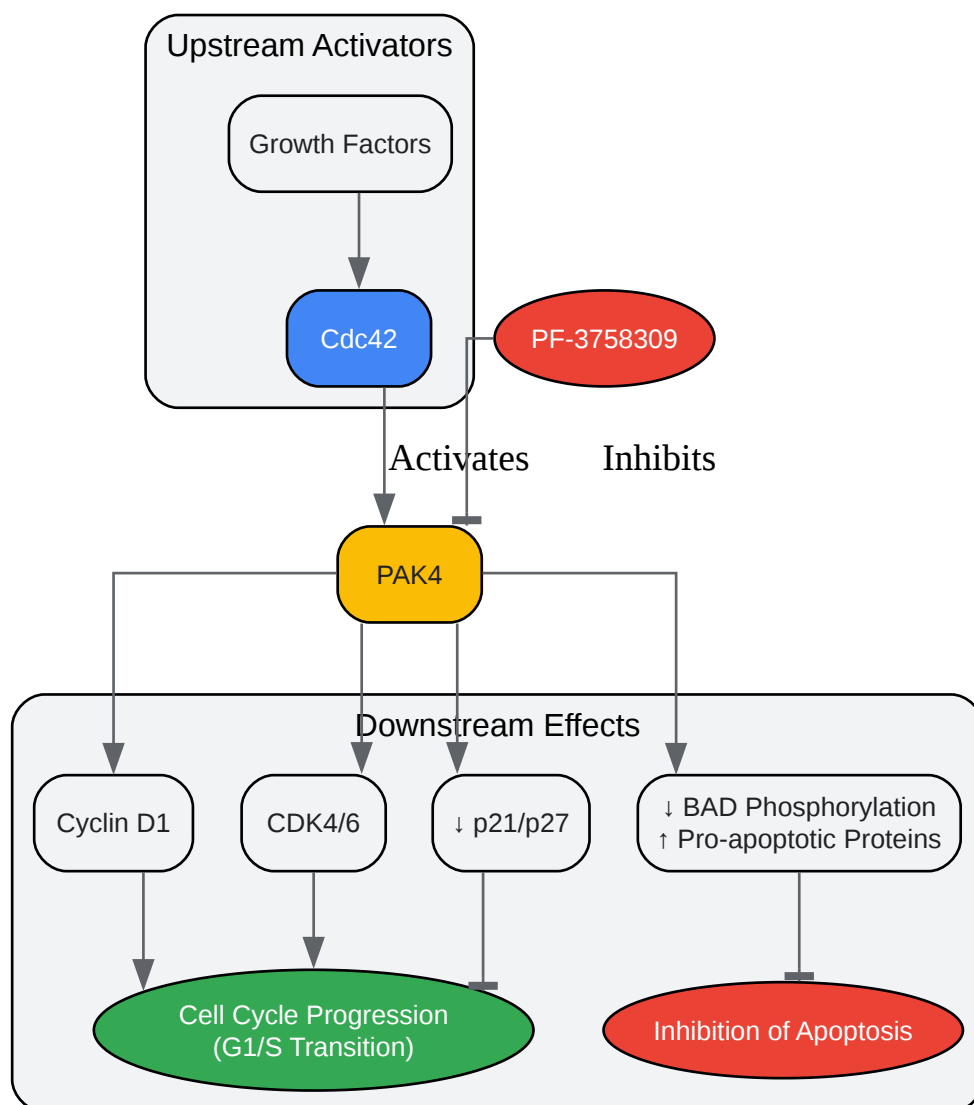 Upstream Activators
Growth Factors
Cdc42
PF-3758309
Activates
Inhibits
PAK4
Downstream Effects
Cyclin D1
CDK4/6
↓ p21/p27
↓ BAD Phosphorylation
↑ Pro-apoptotic Proteins
Cell Cycle Progression
(G1/S Transition)
Inhibition of Apoptosis